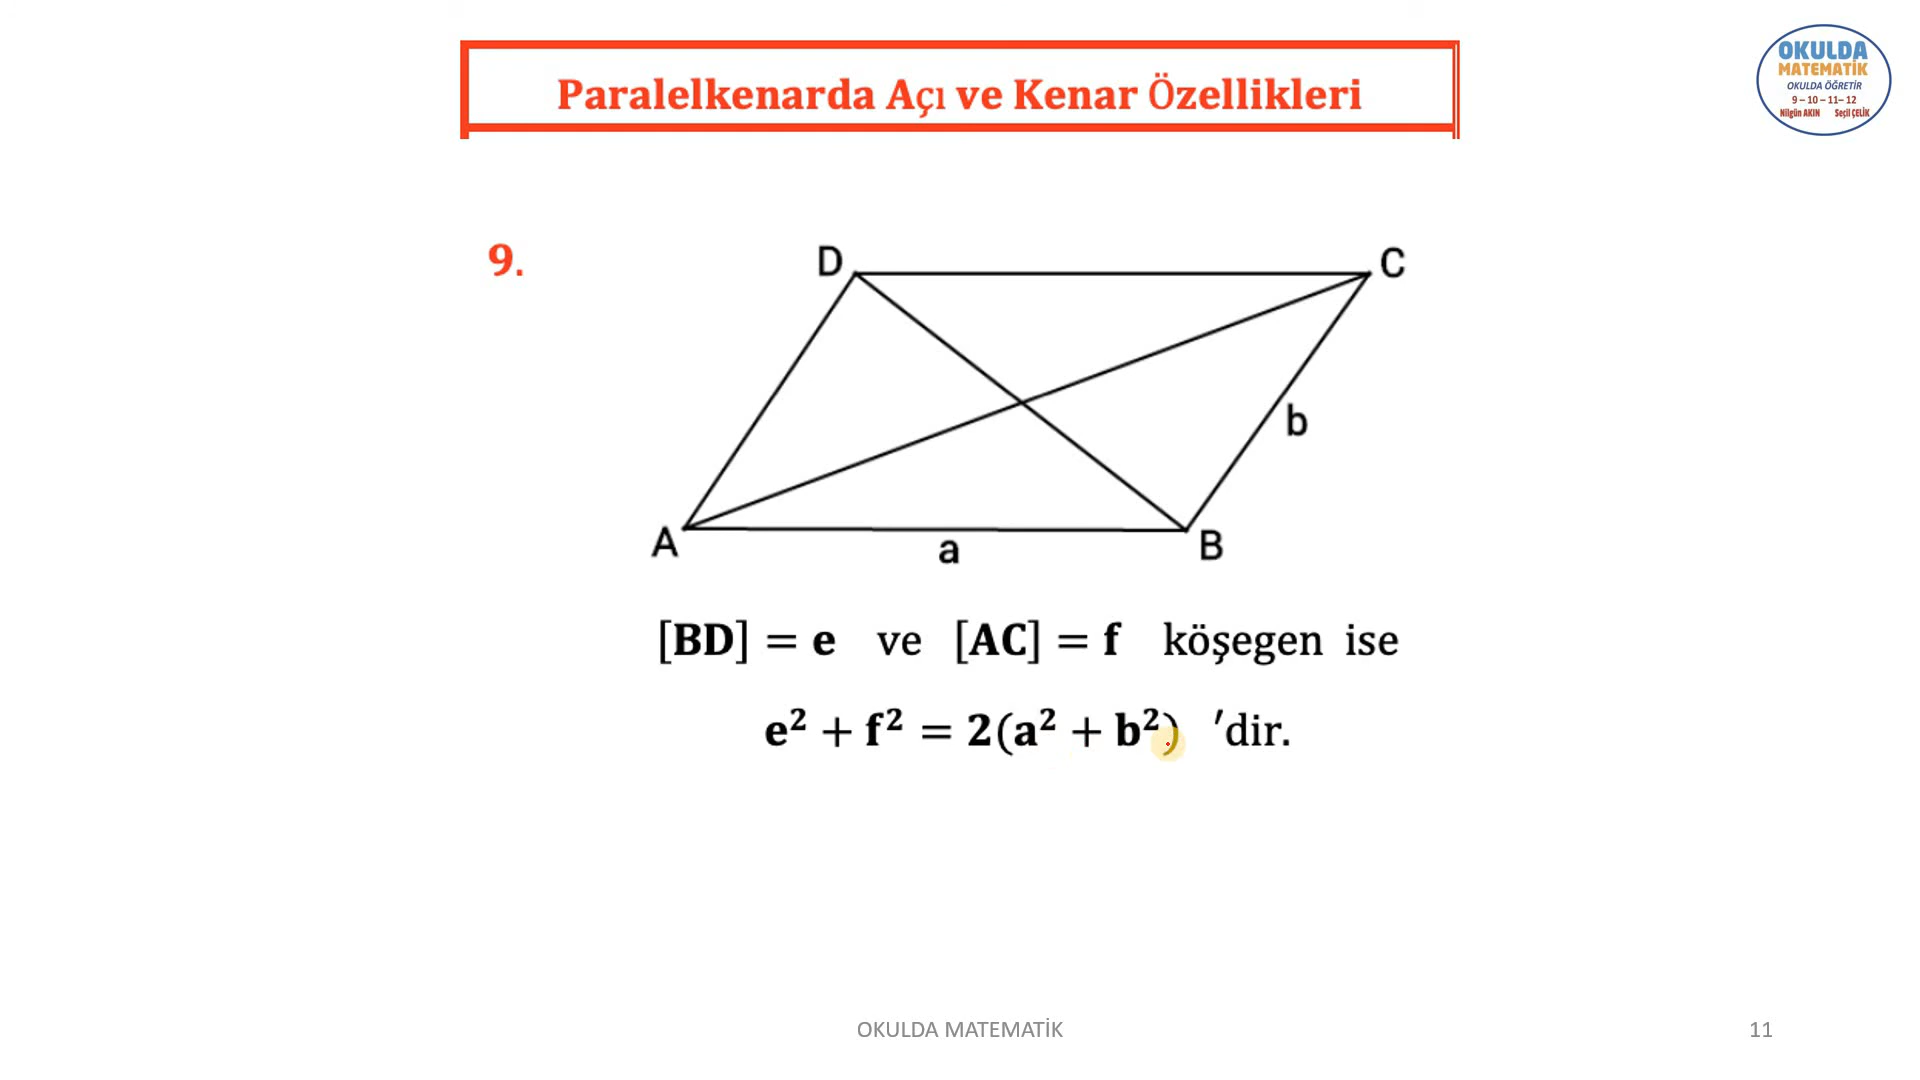 Paralelkenarda Açı ve Kenar Özellikleri
OKULDA
MATEMATİK
OKULDA ÖĞRETİR
9 – 10 – 11– 12
Nilgün AKIN Seçil ÇELİK
9.
D
C
b
A
a
B
[BD] = e ve [AC] = f köşegen ise
e² + f² = 2(a² + b²) ′dir.
OKULDA MATEMATİK
11